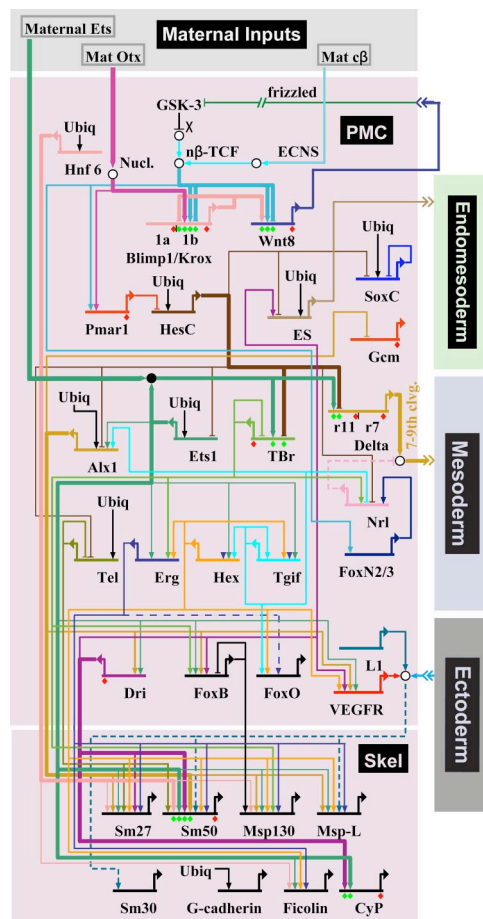 Maternal Ets
Maternal Inputs
Mat Otx
Mat cβ
frizzled
GSK-3
χ
PMC
Ubiq
nβ-TCF
ECNS
Hnf 6
Nucl.
1a 1b
Wnt8
Blimp1/Krox
Endomesoderm
Ubiq
Ubiq
Ubiq
SoxC
Pmar1
HesC
ES
Gcm
r11 r7
Delta
7-9th clvg.
Mesoderm
Ubiq
Ubiq
Alx1
Ets1
TBr
Nrl
Ubiq
FoxN2/3
Tel
Erg
Hex
Tgif
Ectoderm
L1
Dri
FoxB
FoxO
VEGFR
Skel
Sm27
Sm50
Msp130
Msp-L
Ubiq
Sm30
G-cadherin
Ficolin
CyP